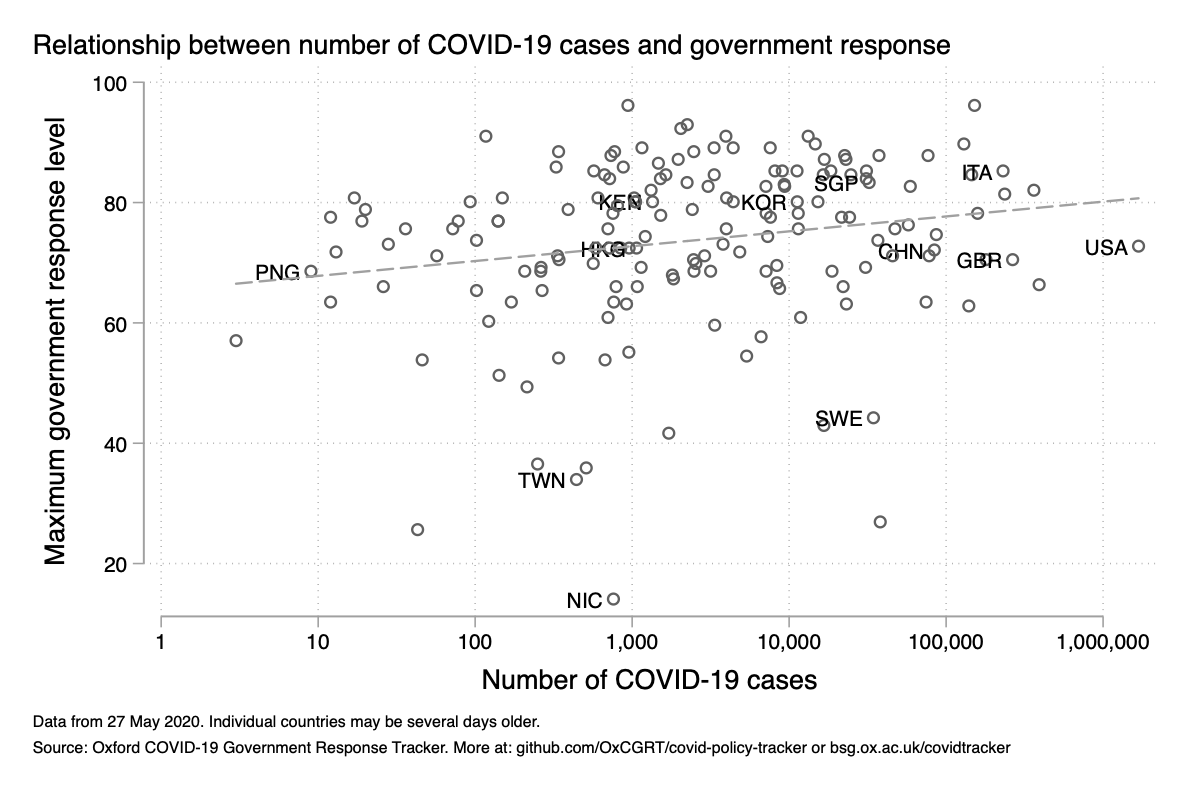 Relationship between number of COVID-19 cases and government response
Maximum government response level
100
80
60
40
20
ITA
SGP
KEN
KOR
HKG
CHN
USA
GBR
PNG
SWE
TWN
NIC
1 10 100 1,000 10,000 100,000 1,000,000
Number of COVID-19 cases
Data from 27 May 2020. Individual countries may be several days older.
Source: Oxford COVID-19 Government Response Tracker. More at: github.com/OxCGRT/covid-policy-tracker or bsg.ox.ac.uk/covidtracker